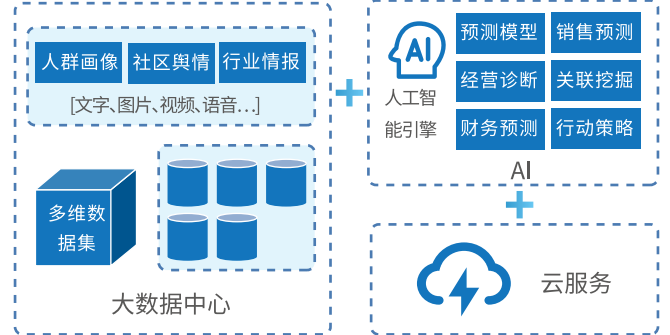 人群画像
社区舆情
行业情报
[文字、图片、视频、语音...]
多维数
据集
大数据中心
AI
人工智
能引擎
预测模型
销售预测
经营诊断
关联挖掘
财务预测
行动策略
AI
云服务